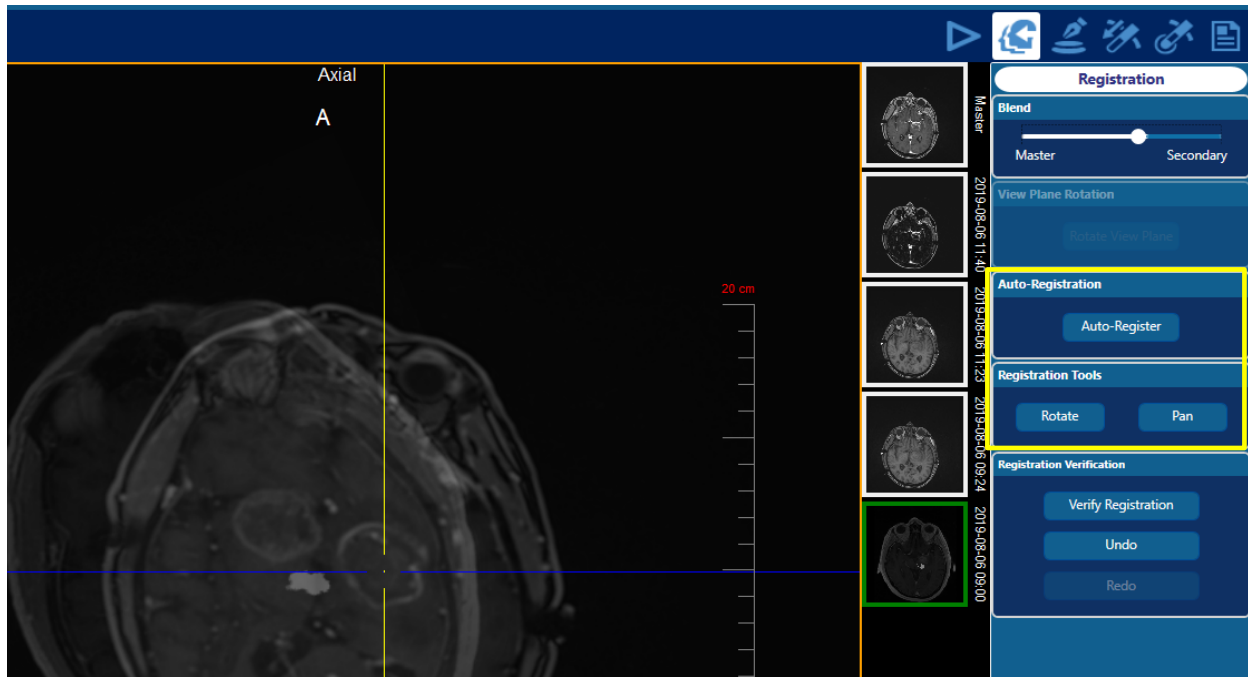 Axial
A
20 cm
Master
2019-08-06 11:40
2019-08-06 11:23
2019-08-06 09:24
2019-08-06 09:00
Registration
Blend
Master Secondary
View Plane Rotation
Rotate View Plane
Auto-Registration
Auto-Register
Registration Tools
Rotate Pan
Registration Verification
Verify Registration
Undo
Redo